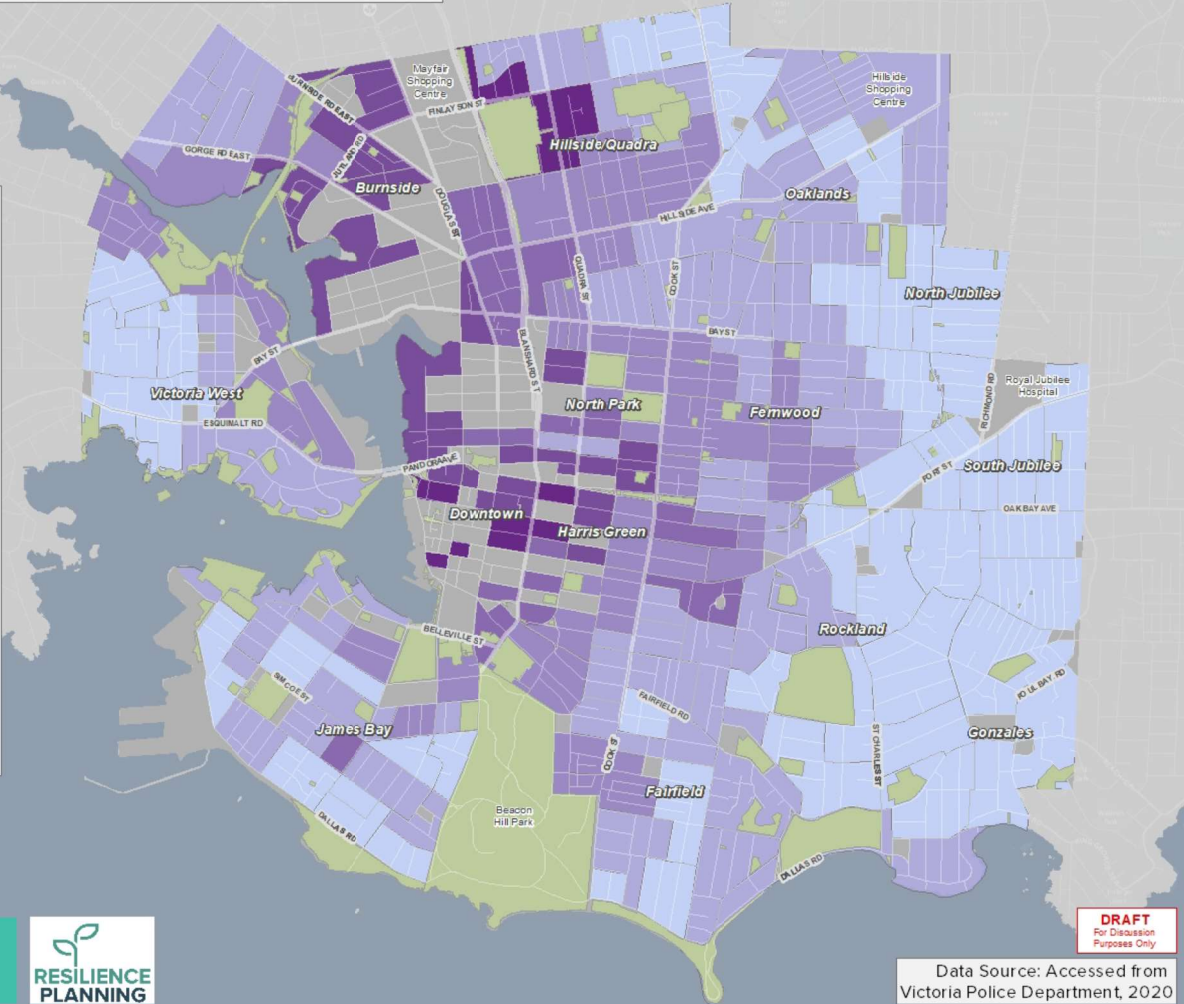 Mayfair
Shopping
Centre
Hillside
Shopping
Centre
BURNSIDE RD EAST
FINLAYSON ST
Hillside/Quadra
GORGE RD EAST
JUTLAND RD
Burnside
DOUGLAS ST
Oaklands
HILLSIDE AVE
QUADRA ST
COOK ST
North Jubilee
BAY ST
BLANSHARD ST
BAY ST
Royal Jubilee
Hospital
RICHMOND RD
Victoria West
North Park
Fernwood
ESQUIMALT RD
PANDORA AVE
FORT ST
South Jubilee
OAK BAY AVE
Downtown
Harris Green
BELLEVILLE ST
Rockland
SIMCOE ST
FAIRFIELD RD
FOUL BAY RD
James Bay
COOK ST
ST CHARLES ST
Gonzales
Fairfield
Beacon
Hill Park
DALLAS RD
DALLAS RD
RESILIENCE
PLANNING
DRAFT
For Discussion
Purposes Only
Data Source: Accessed from
Victoria Police Department, 2020